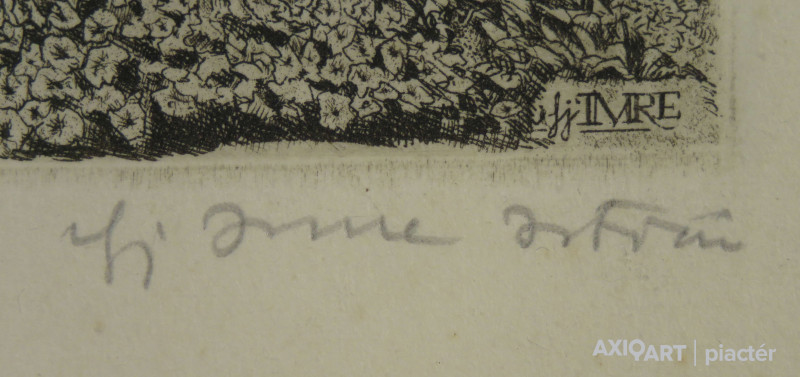 ifj IMRE
ifj Imre István
AXIOART | piactér